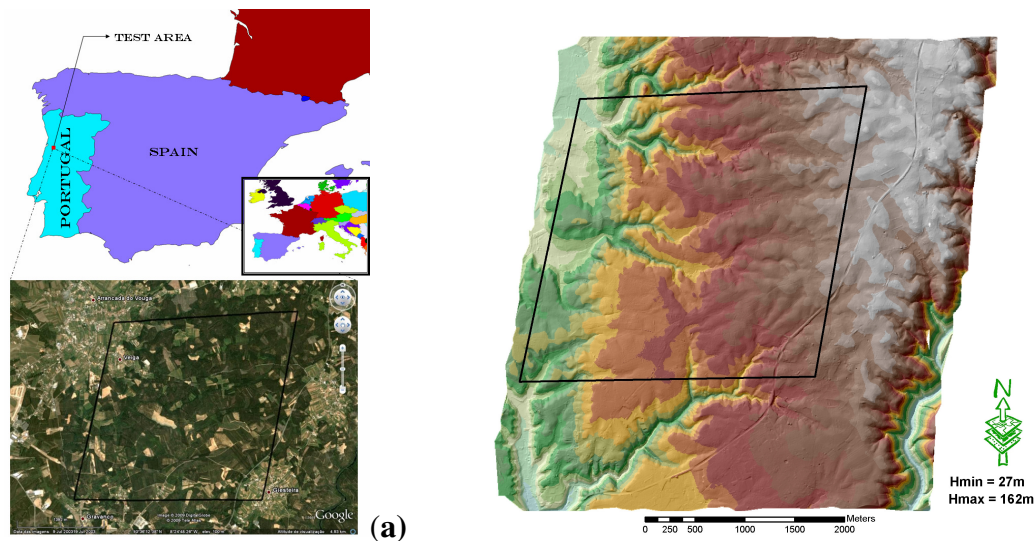 TEST AREA
PORTUGAL
SPAIN
Arrancada do Vouga
Veiga
Giesteira
Google
(a)
Hmin = 27m
Hmax = 162m
Meters
0 250 500 1000 1500 2000